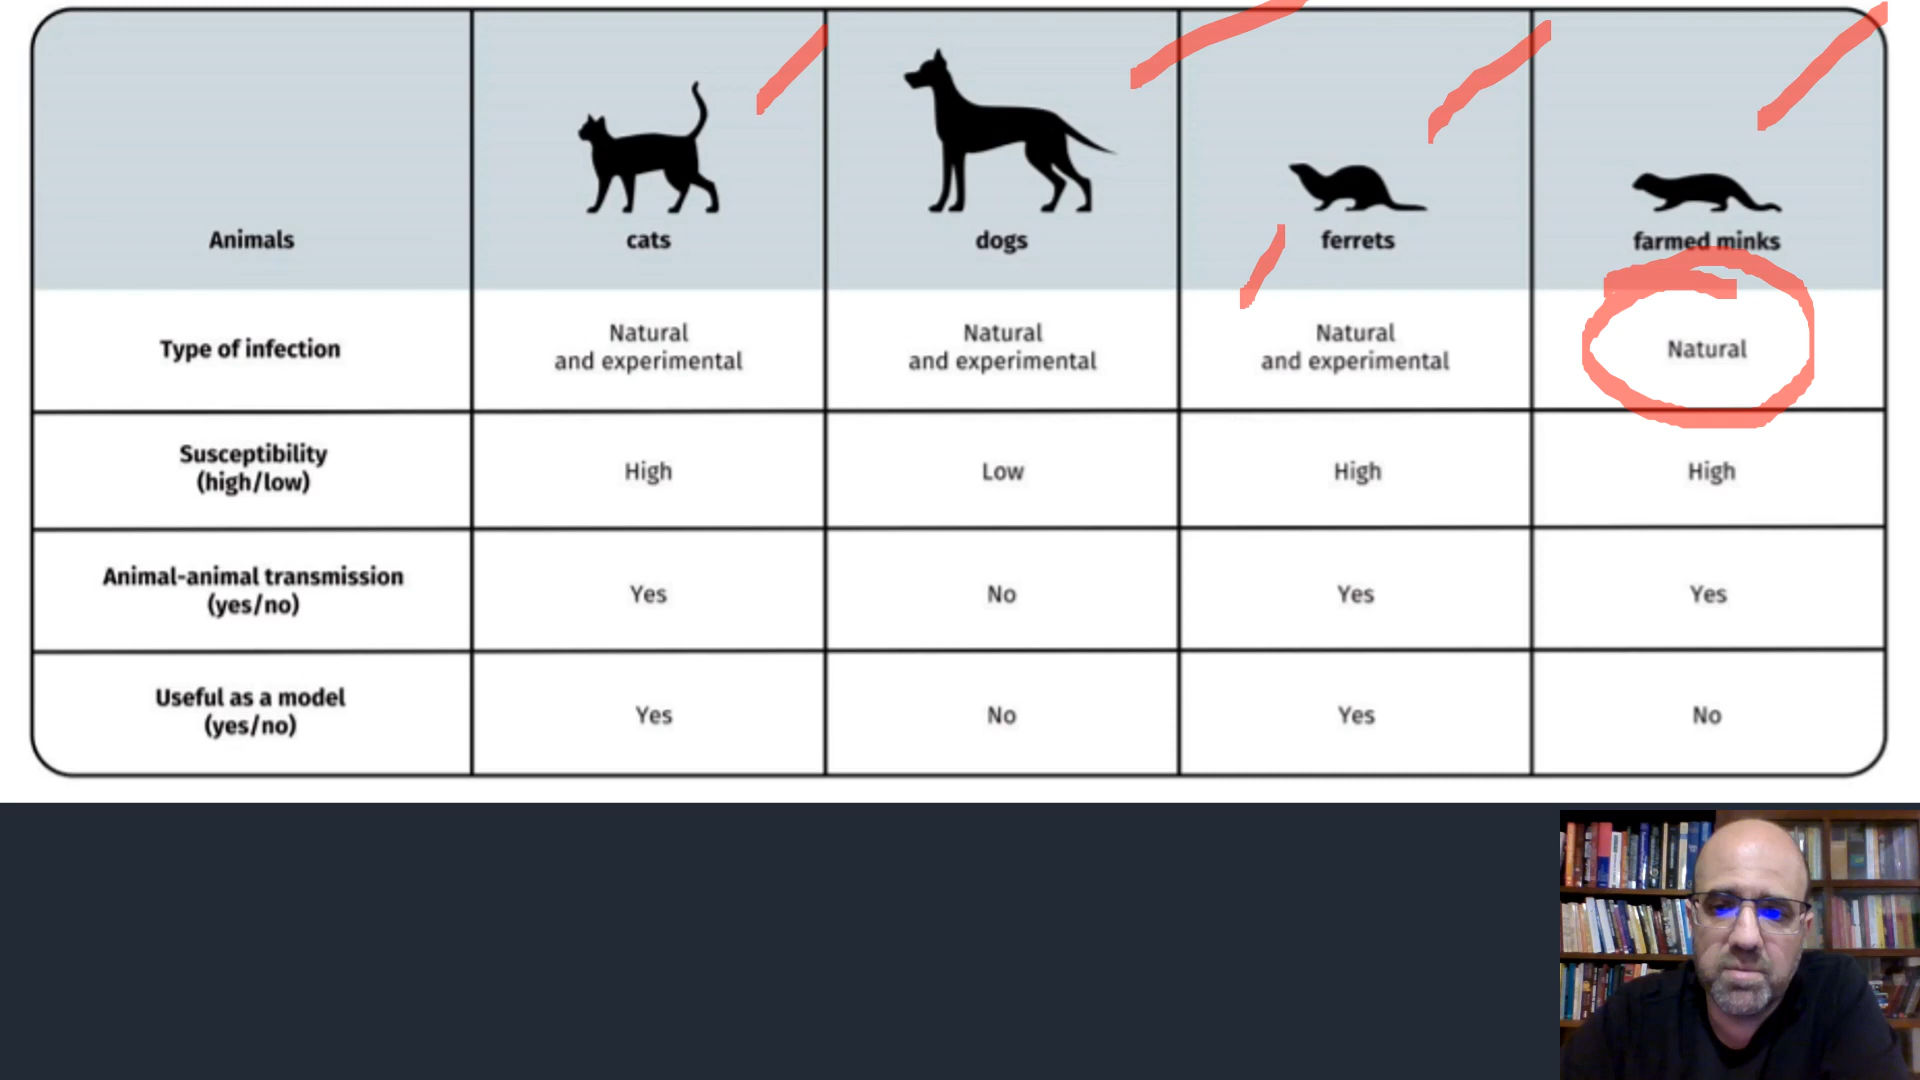 Animals
cats
dogs
ferrets
farmed minks
Type of infection
Natural
and experimental
Natural
and experimental
Natural
and experimental
Natural
Susceptibility
(high/low)
High
Low
High
High
Animal-animal transmission
(yes/no)
Yes
No
Yes
Yes
Useful as a model
(yes/no)
Yes
No
Yes
No